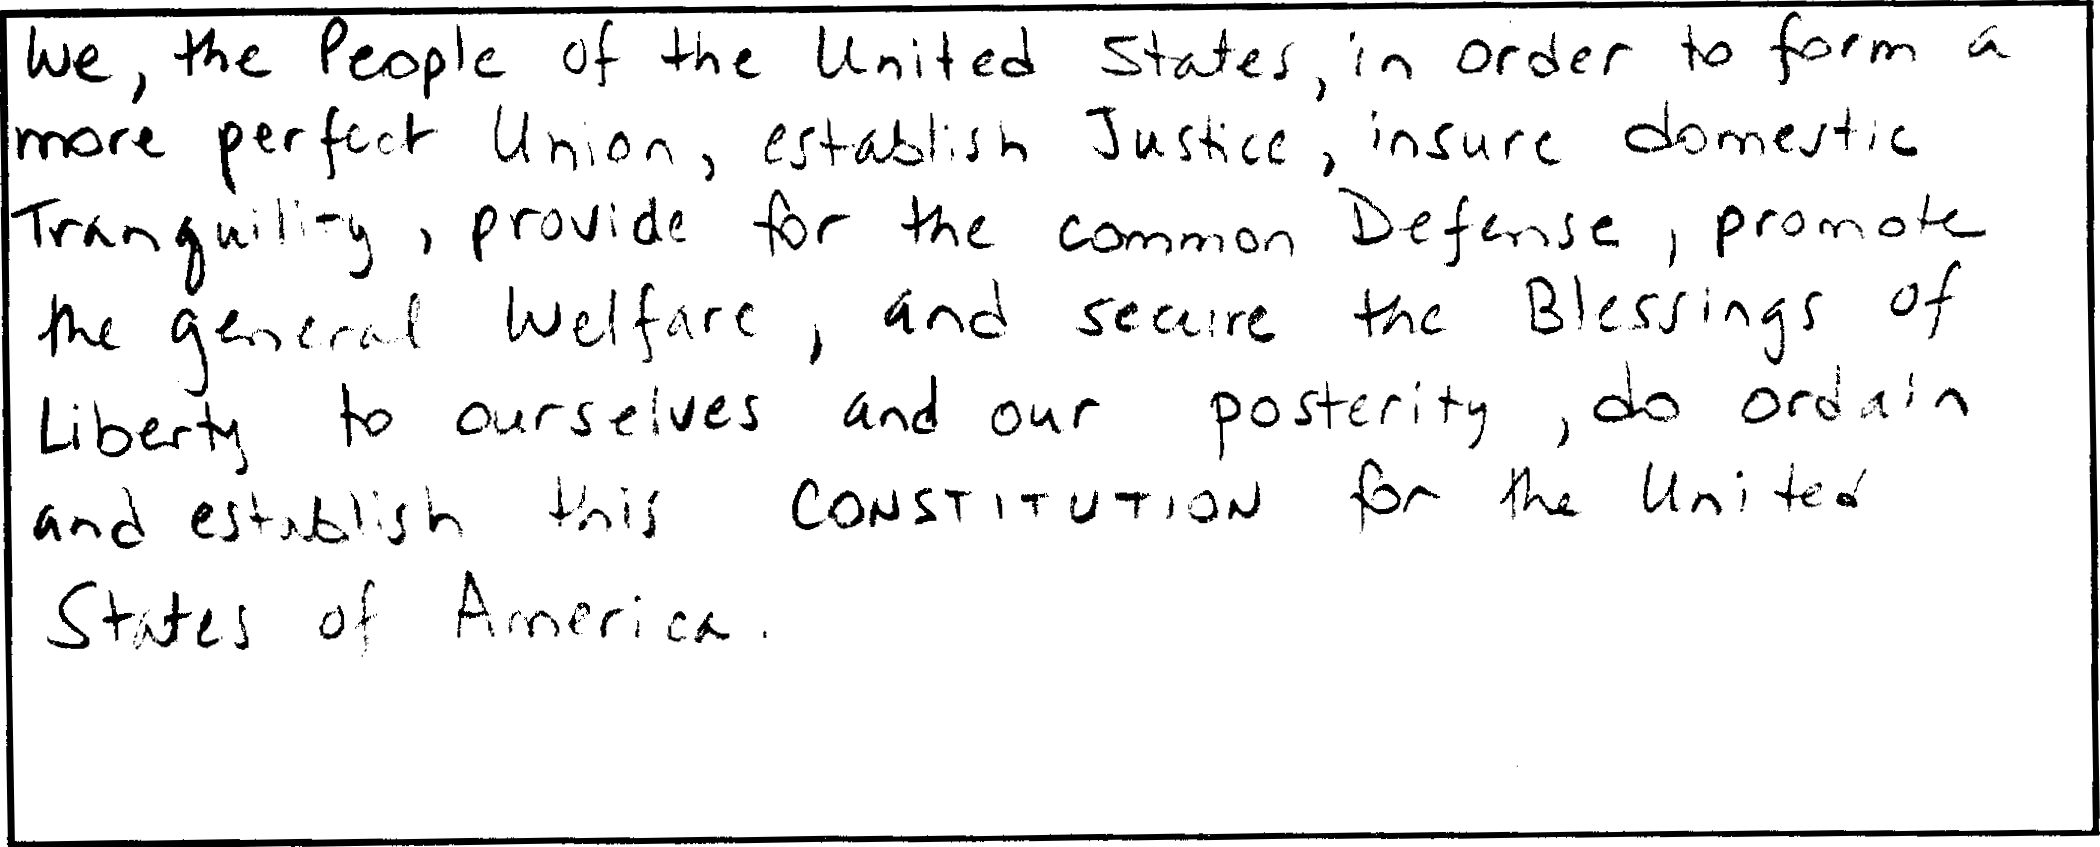 We, the People of the United States, in order to form a
more perfect Union, establish Justice, insure domestic
Tranquility, provide for the common Defense, promote
the general Welfare, and secure the Blessings of
Liberty to ourselves and our posterity, do ordain
and establish this CONSTITUTION for the United
States of America.